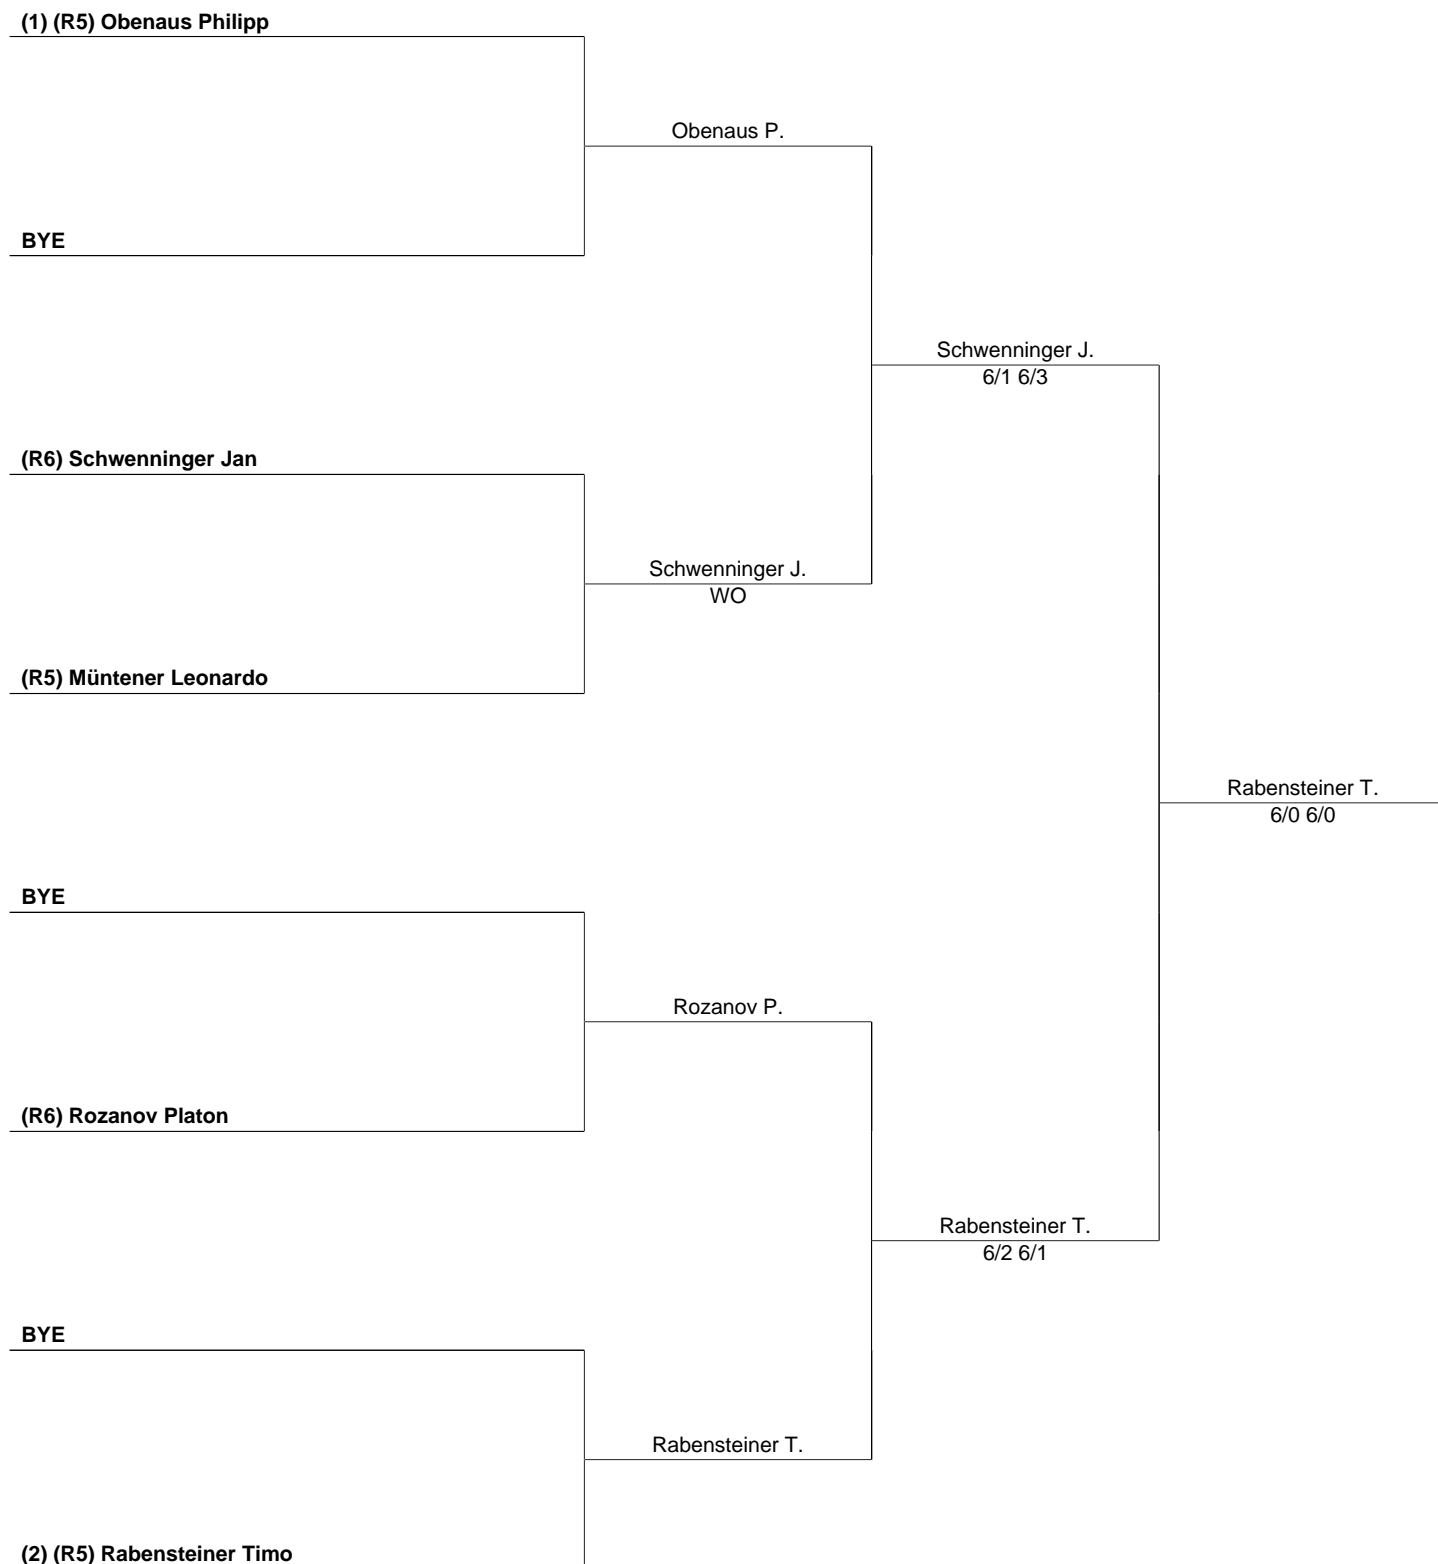 (1) (R5) Obenaus Philipp
Obenaus P.
BYE
Schwenninger J.
6/1 6/3
(R6) Schwenninger Jan
Schwenninger J.
WO
(R5) Müntener Leonardo
Rabensteiner T.
6/0 6/0
BYE
Rozanov P.
(R6) Rozanov Platon
Rabensteiner T.
6/2 6/1
BYE
Rabensteiner T.
(2) (R5) Rabensteiner Timo